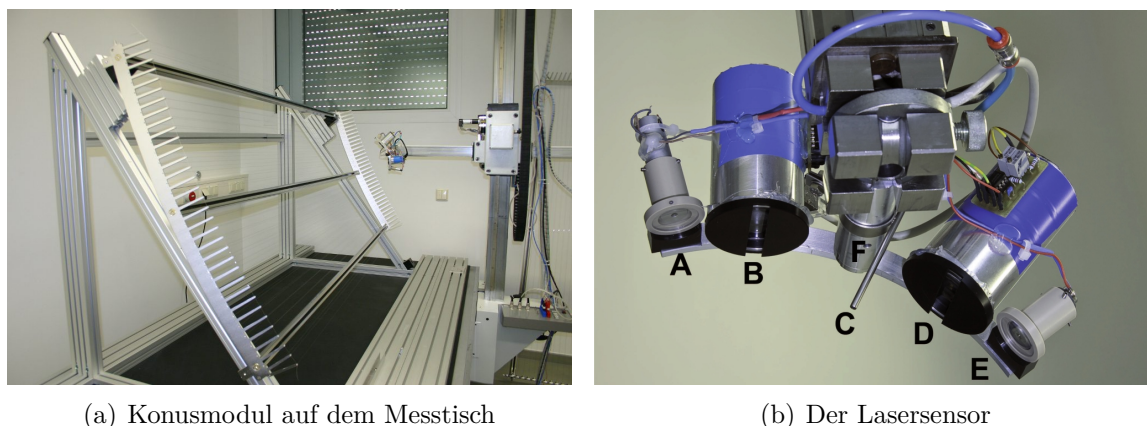 A
B
F
C
D
E
(a) Konusmodul auf dem Messtisch
(b) Der Lasersensor